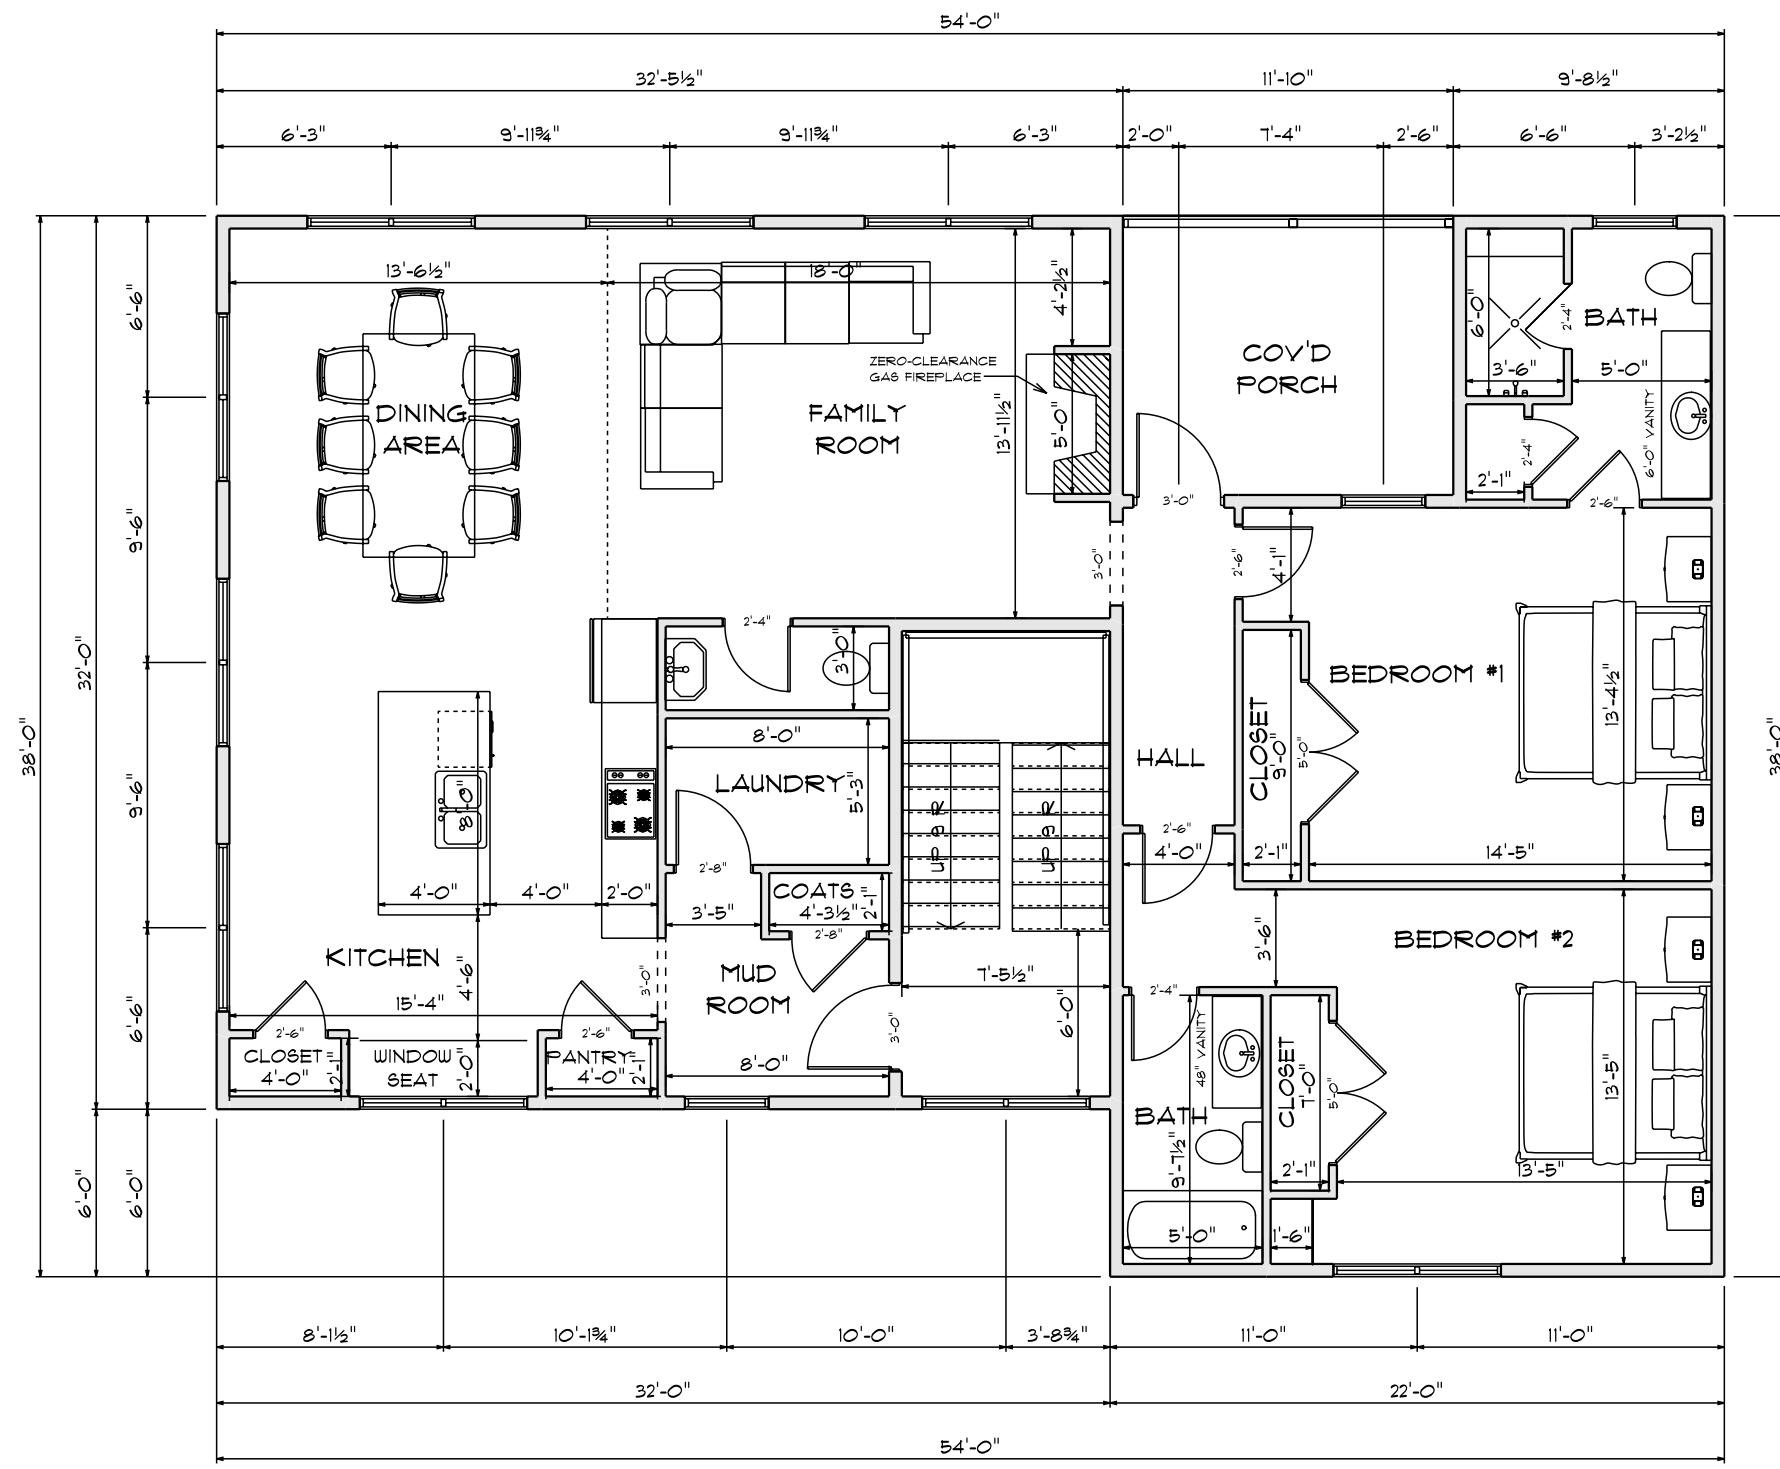 54'-0"
32'-5½" 11'-10" 9'-8½"
6'-3" 9'-11¾" 9'-11¾" 6'-3" 2'-0" 7'-4" 2'-6" 6'-6" 3'-2½"
38'-0"
32'-0"
6'-0"
6'-6"
9'-6"
9'-6"
6'-6"
6'-0"
13'-6½" 18'-0"
DINING
AREA
FAMILY
ROOM
ZERO-CLEARANCE
GAS FIREPLACE
4'-2½"
13'-11½"
5'-0"
3'-0"
COV'D
PORCH
3'-0"
6'-0"
3'-6"
2'-4"
BATH
5'-0"
6'-0" VANITY
2'-4"
2'-1"
2'-6"
2'-6"
4'-1"
BEDROOM #1
13'-4½"
CLOSET
9'-0"
5'-0"
2'-1"
14'-5"
HALL
2'-6"
4'-0"
38'-0"
2'-4"
3'-0"
8'-0"
LAUNDRY
5'-3"
2'-8"
3'-5"
COATS
4'-3½"
2'-1"
2'-8"
UP 9 R
UP 9 R
7'-5½"
6'-0"
MUD
ROOM
3'-0"
3'-0"
8'-0"
8'-0"
4'-0" 4'-0" 2'-0"
KITCHEN
4'-6"
15'-4"
2'-6"
CLOSET
4'-0"
2'-1"
WINDOW
SEAT
2'-0"
2'-6"
PANTRY
4'-0"
2'-1"
3'-6"
BEDROOM #2
13'-5"
13'-5"
2'-4"
48" VANITY
BATH
9'-7½"
5'-0"
CLOSET
7'-0"
5'-0"
2'-1"
1'-6"
8'-1½" 10'-1¾" 10'-0" 3'-8¾" 11'-0" 11'-0"
32'-0" 22'-0"
54'-0"